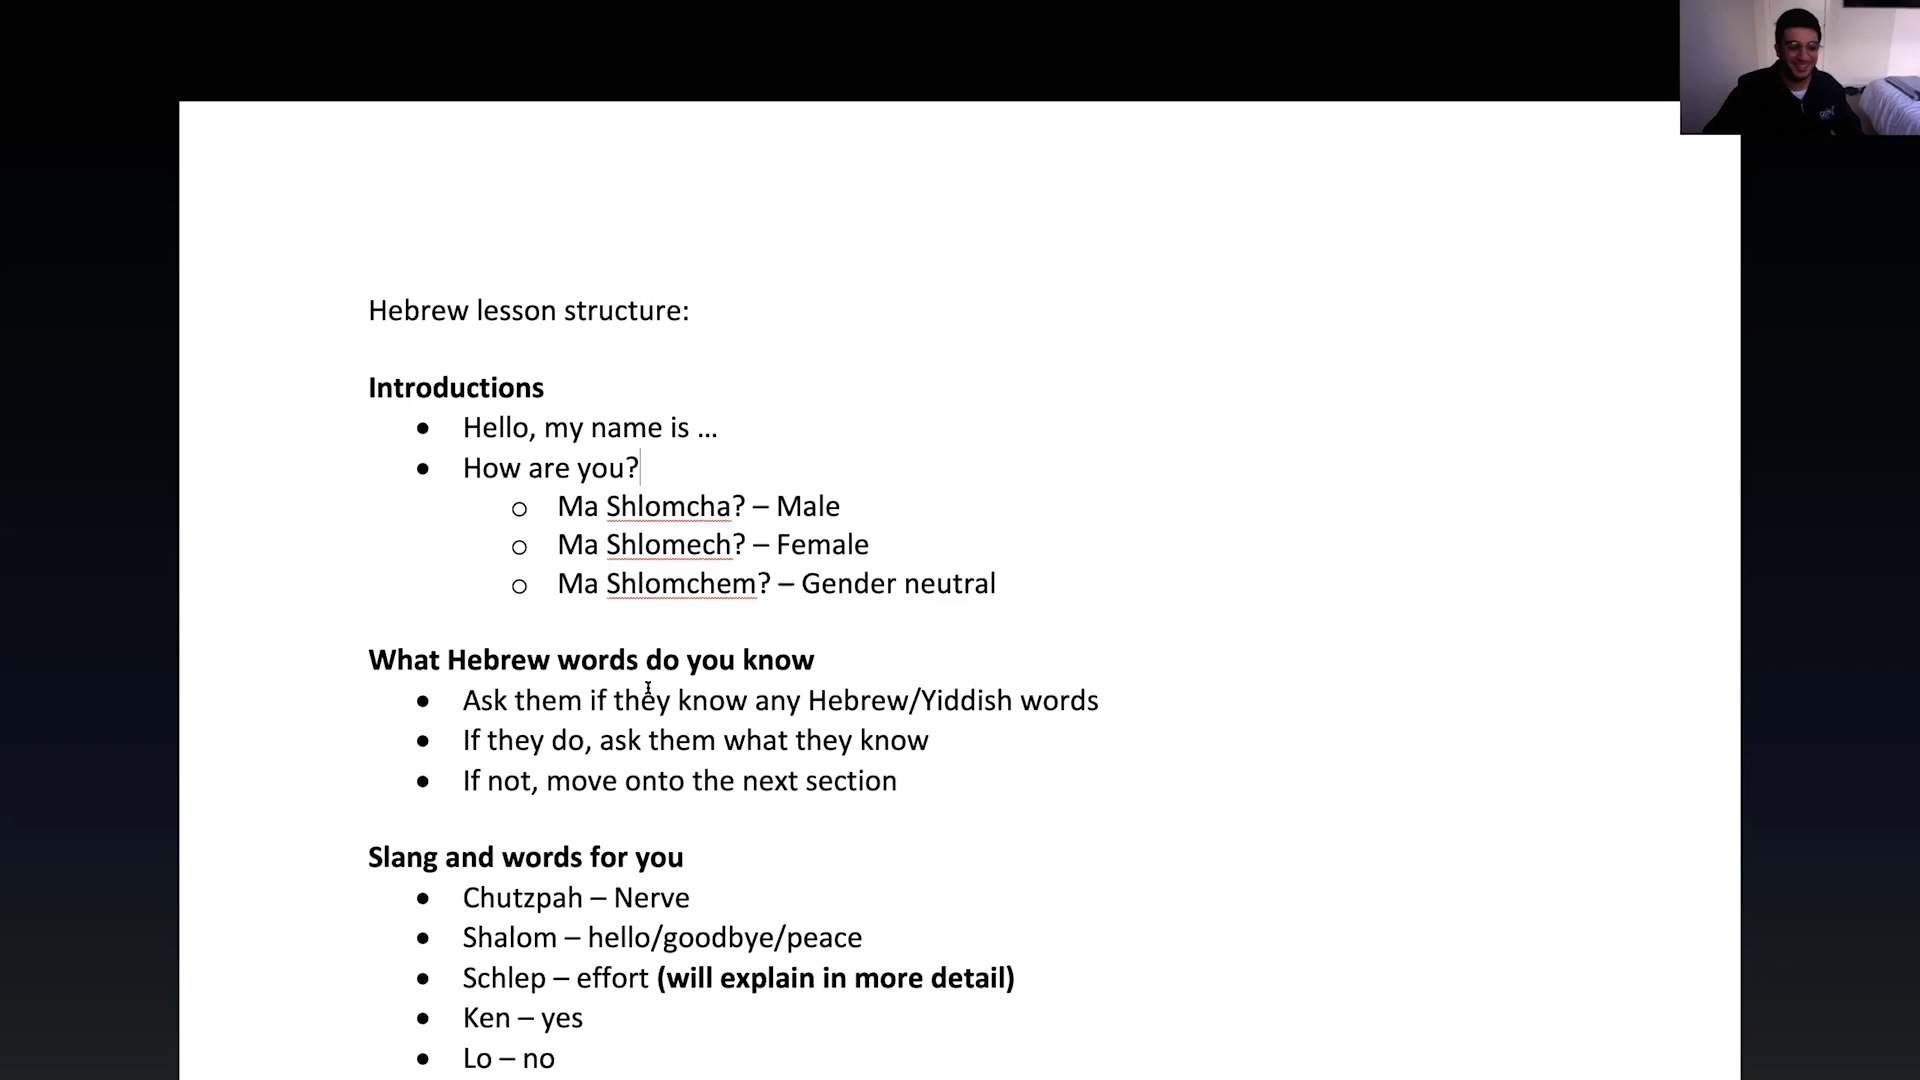 Hebrew lesson structure:
Introductions
• Hello, my name is ...
• How are you?
o Ma Shlomcha? – Male
o Ma Shlomech? – Female
o Ma Shlomchem? – Gender neutral
What Hebrew words do you know
• Ask them if they know any Hebrew/Yiddish words
• If they do, ask them what they know
• If not, move onto the next section
Slang and words for you
• Chutzpah – Nerve
• Shalom – hello/goodbye/peace
• Schlep – effort (will explain in more detail)
• Ken – yes
• Lo – no